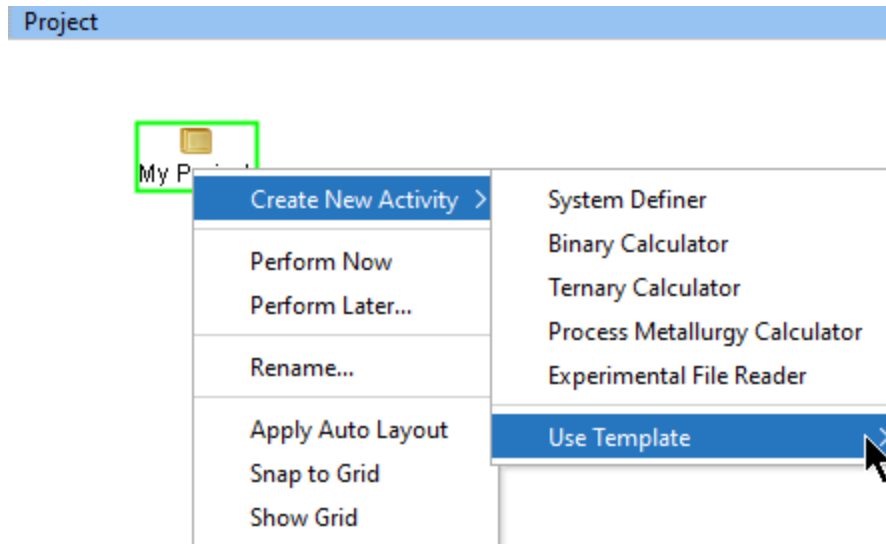 Project
My
Create New Activity
System Definer
Binary Calculator
Ternary Calculator
Process Metallurgy Calculator
Experimental File Reader
Use Template
Perform Now
Perform Later...
Rename...
Apply Auto Layout
Snap to Grid
Show Grid